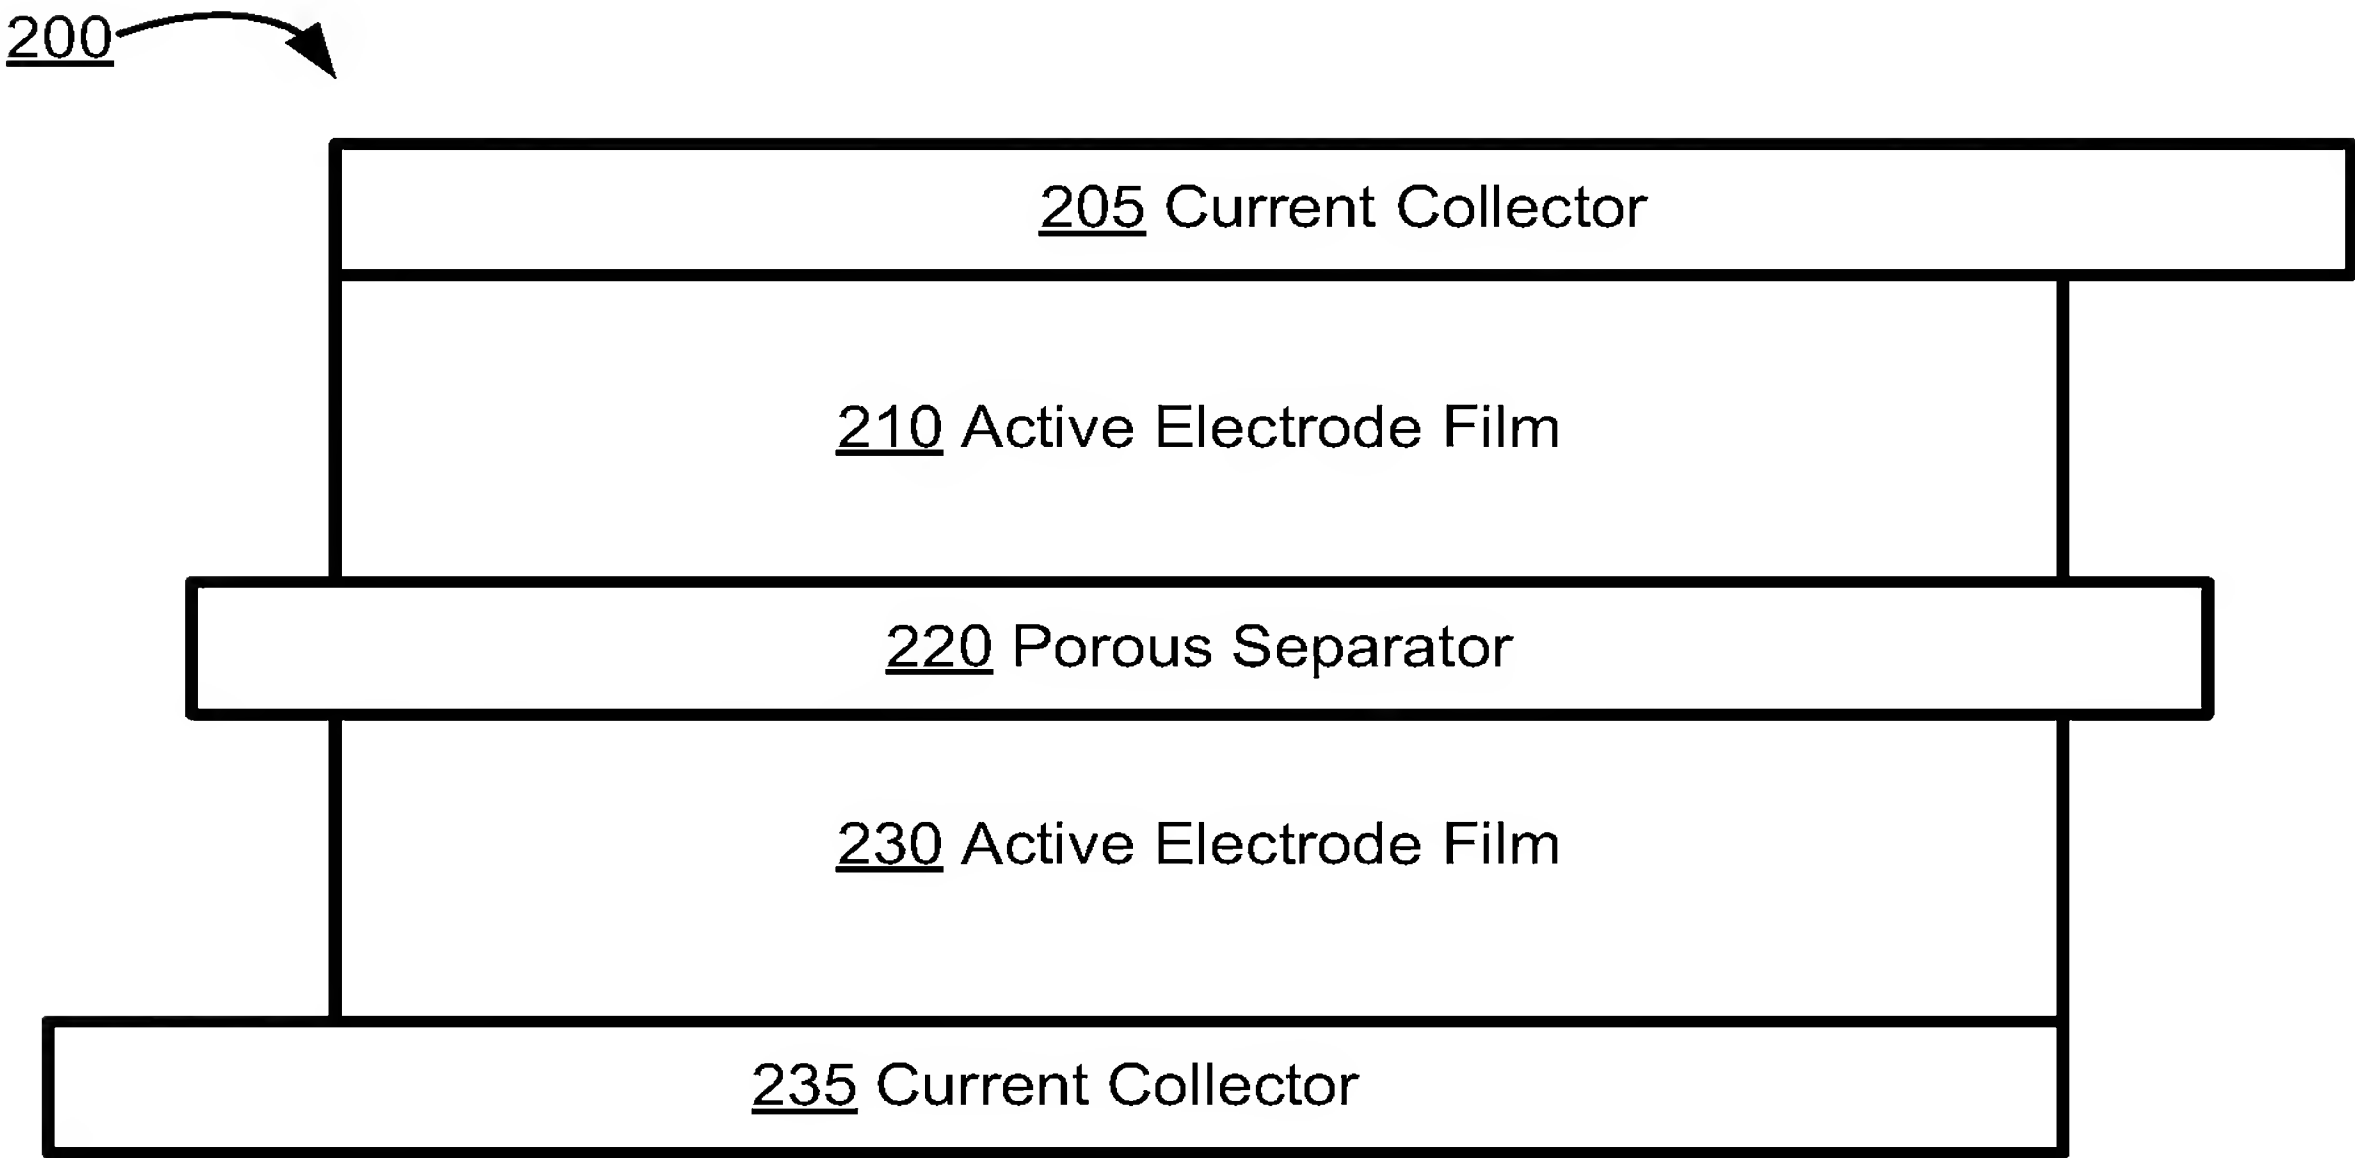 200
205 Current Collector
210 Active Electrode Film
220 Porous Separator
230 Active Electrode Film
235 Current Collector